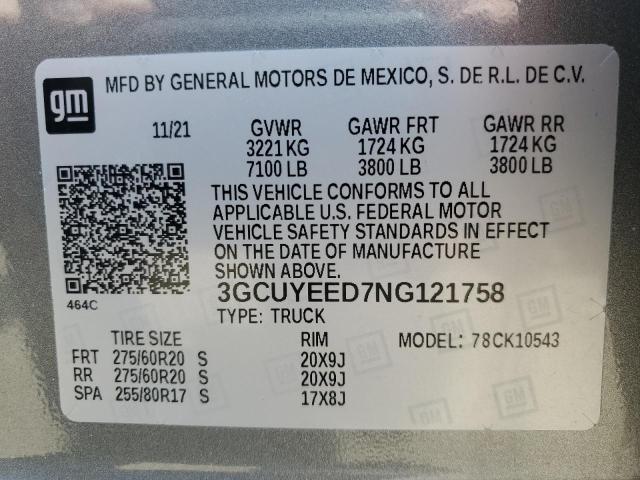 gm
MFD BY GENERAL MOTORS DE MEXICO, S. DE R.L. DE C.V.
11/21 GVWR GAWR FRT GAWR RR
3221 KG 1724 KG 1724 KG
7100 LB 3800 LB 3800 LB
THIS VEHICLE CONFORMS TO ALL
APPLICABLE U.S. FEDERAL MOTOR
VEHICLE SAFETY STANDARDS IN EFFECT
ON THE DATE OF MANUFACTURE
SHOWN ABOVE.
464C
3GCUYEED7NG121758
TYPE: TRUCK
TIRE SIZE RIM MODEL: 78CK10543
FRT 275/60R20 S 20X9J
RR 275/60R20 S 20X9J
SPA 255/80R17 S 17X8J